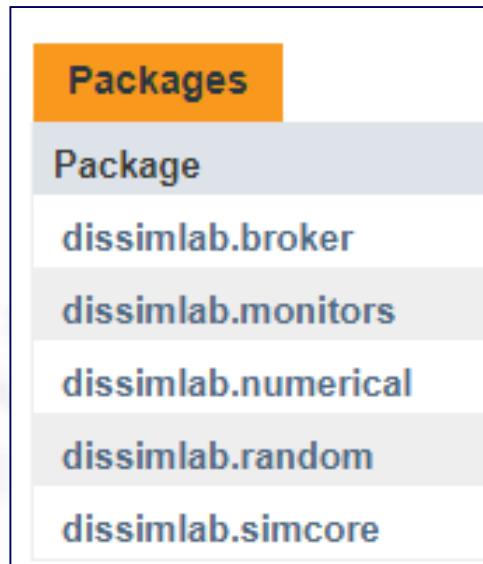 Packages
Package
dissimlab.broker
dissimlab.monitors
dissimlab.numerical
dissimlab.random
dissimlab.simcore